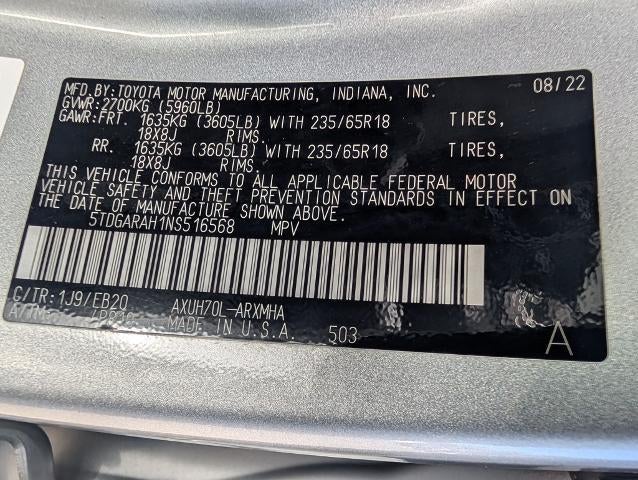 MFD.BY:TOYOTA MOTOR MANUFACTURING, INDIANA, INC. 08/22
GVWR:2700KG (5960LB)
GAWR:FRT. 1635KG (3605LB) WITH 235/65R18 TIRES,
18X8J RIMS.
RR. 1635KG (3605LB) WITH 235/65R18 TIRES,
18X8J RIMS.
THIS VEHICLE CONFORMS TO ALL APPLICABLE FEDERAL MOTOR
VEHICLE SAFETY AND THEFT PREVENTION STANDARDS IN EFFECT ON
THE DATE OF MANUFACTURE SHOWN ABOVE.
5TDGARAH1NS516568 MPV
C/TR:1J9/EB20 AXUH70L-ARXMHA
MADE IN U.S.A. 503
A